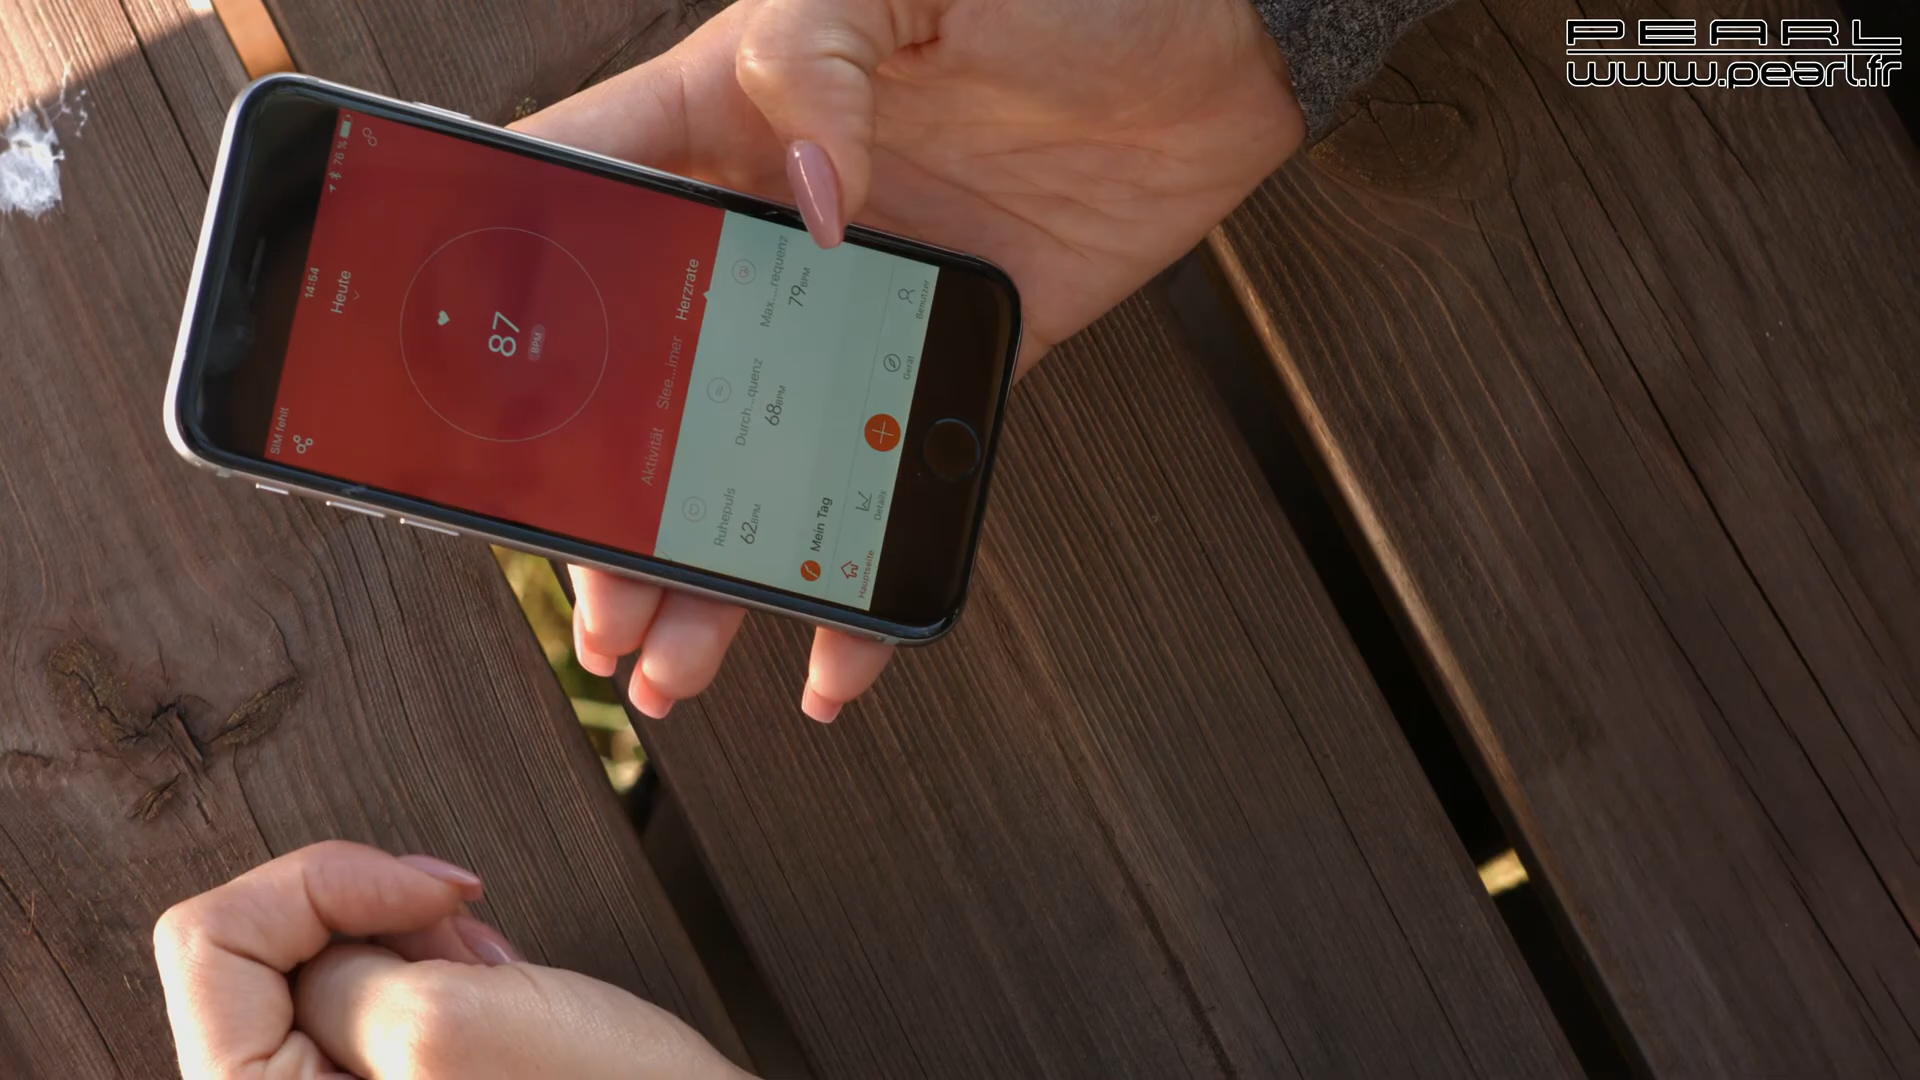 PEARL
www.pearl.fr
SIM fehlt
14:54
76 %
Heute
87
BPM
Aktivität
Slee...imer
Herzrate
Ruhepuls
62BPM
Durch...quenz
68BPM
Max....requenz
79BPM
Mein Tag
Hauptseite
Details
Gerät
Benutzer